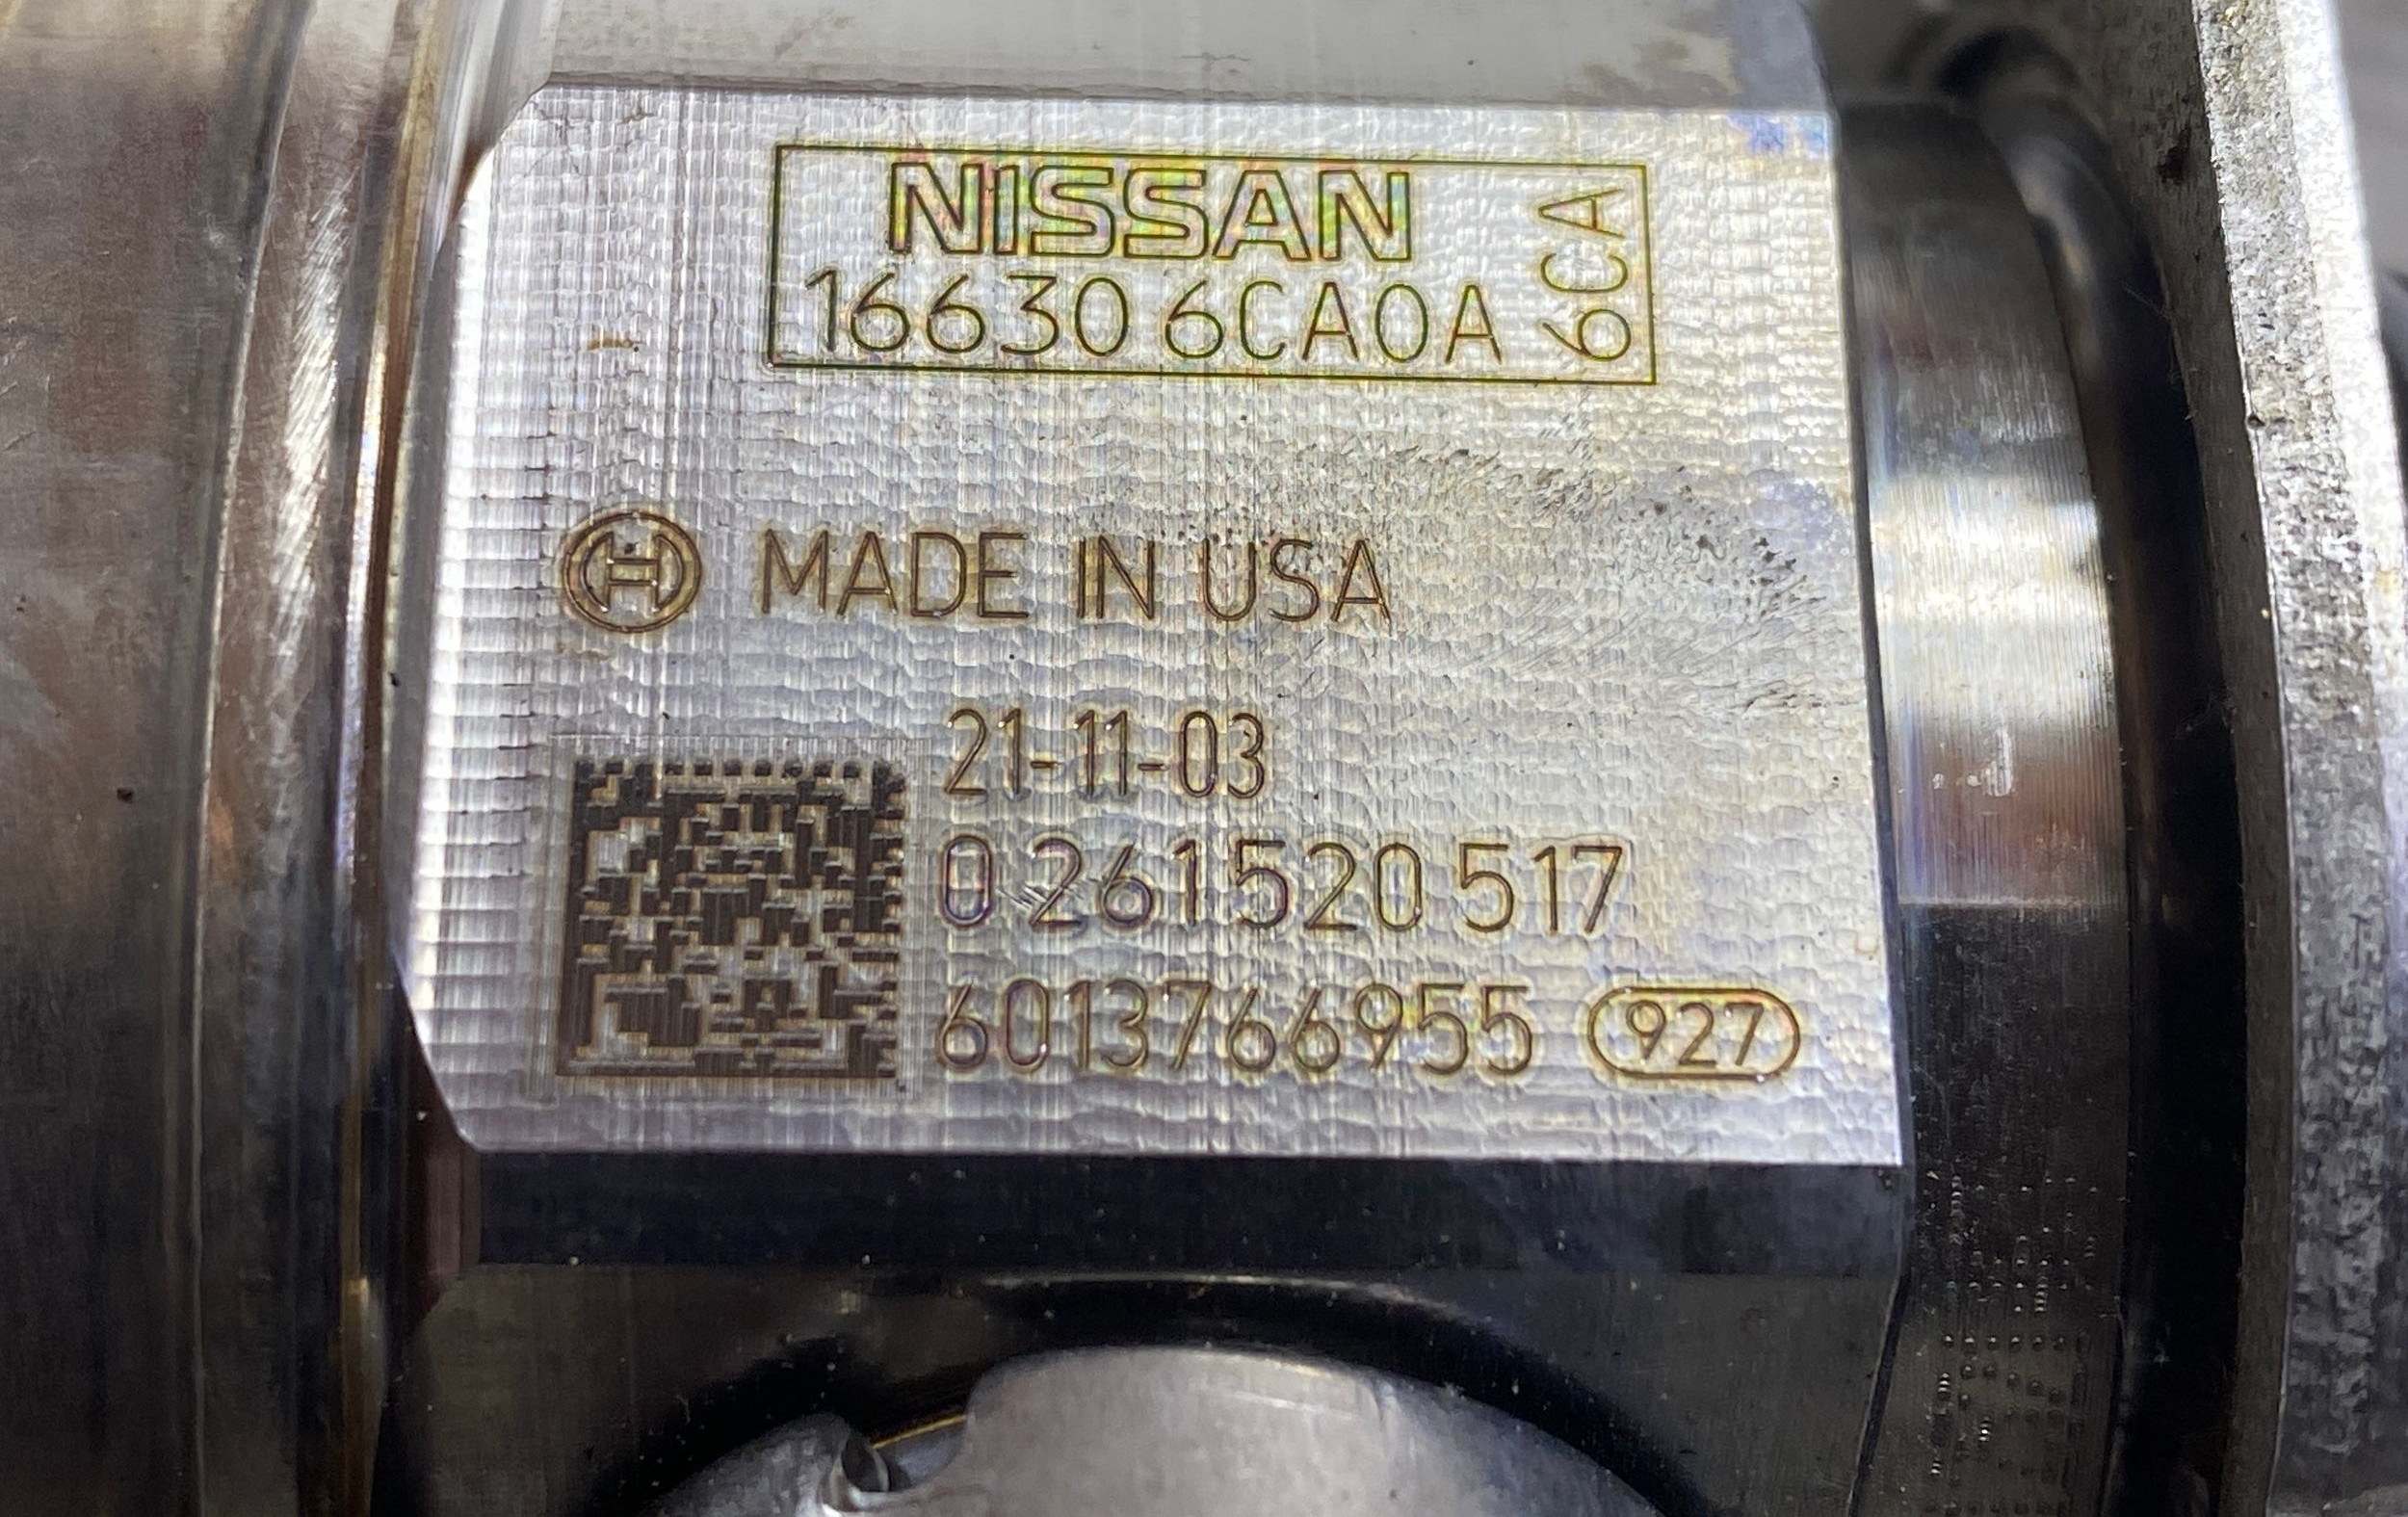 NISSAN
16630 6CA0A
6CA
MADE IN USA
21-11-03
0 261 520 517
6013766955 927